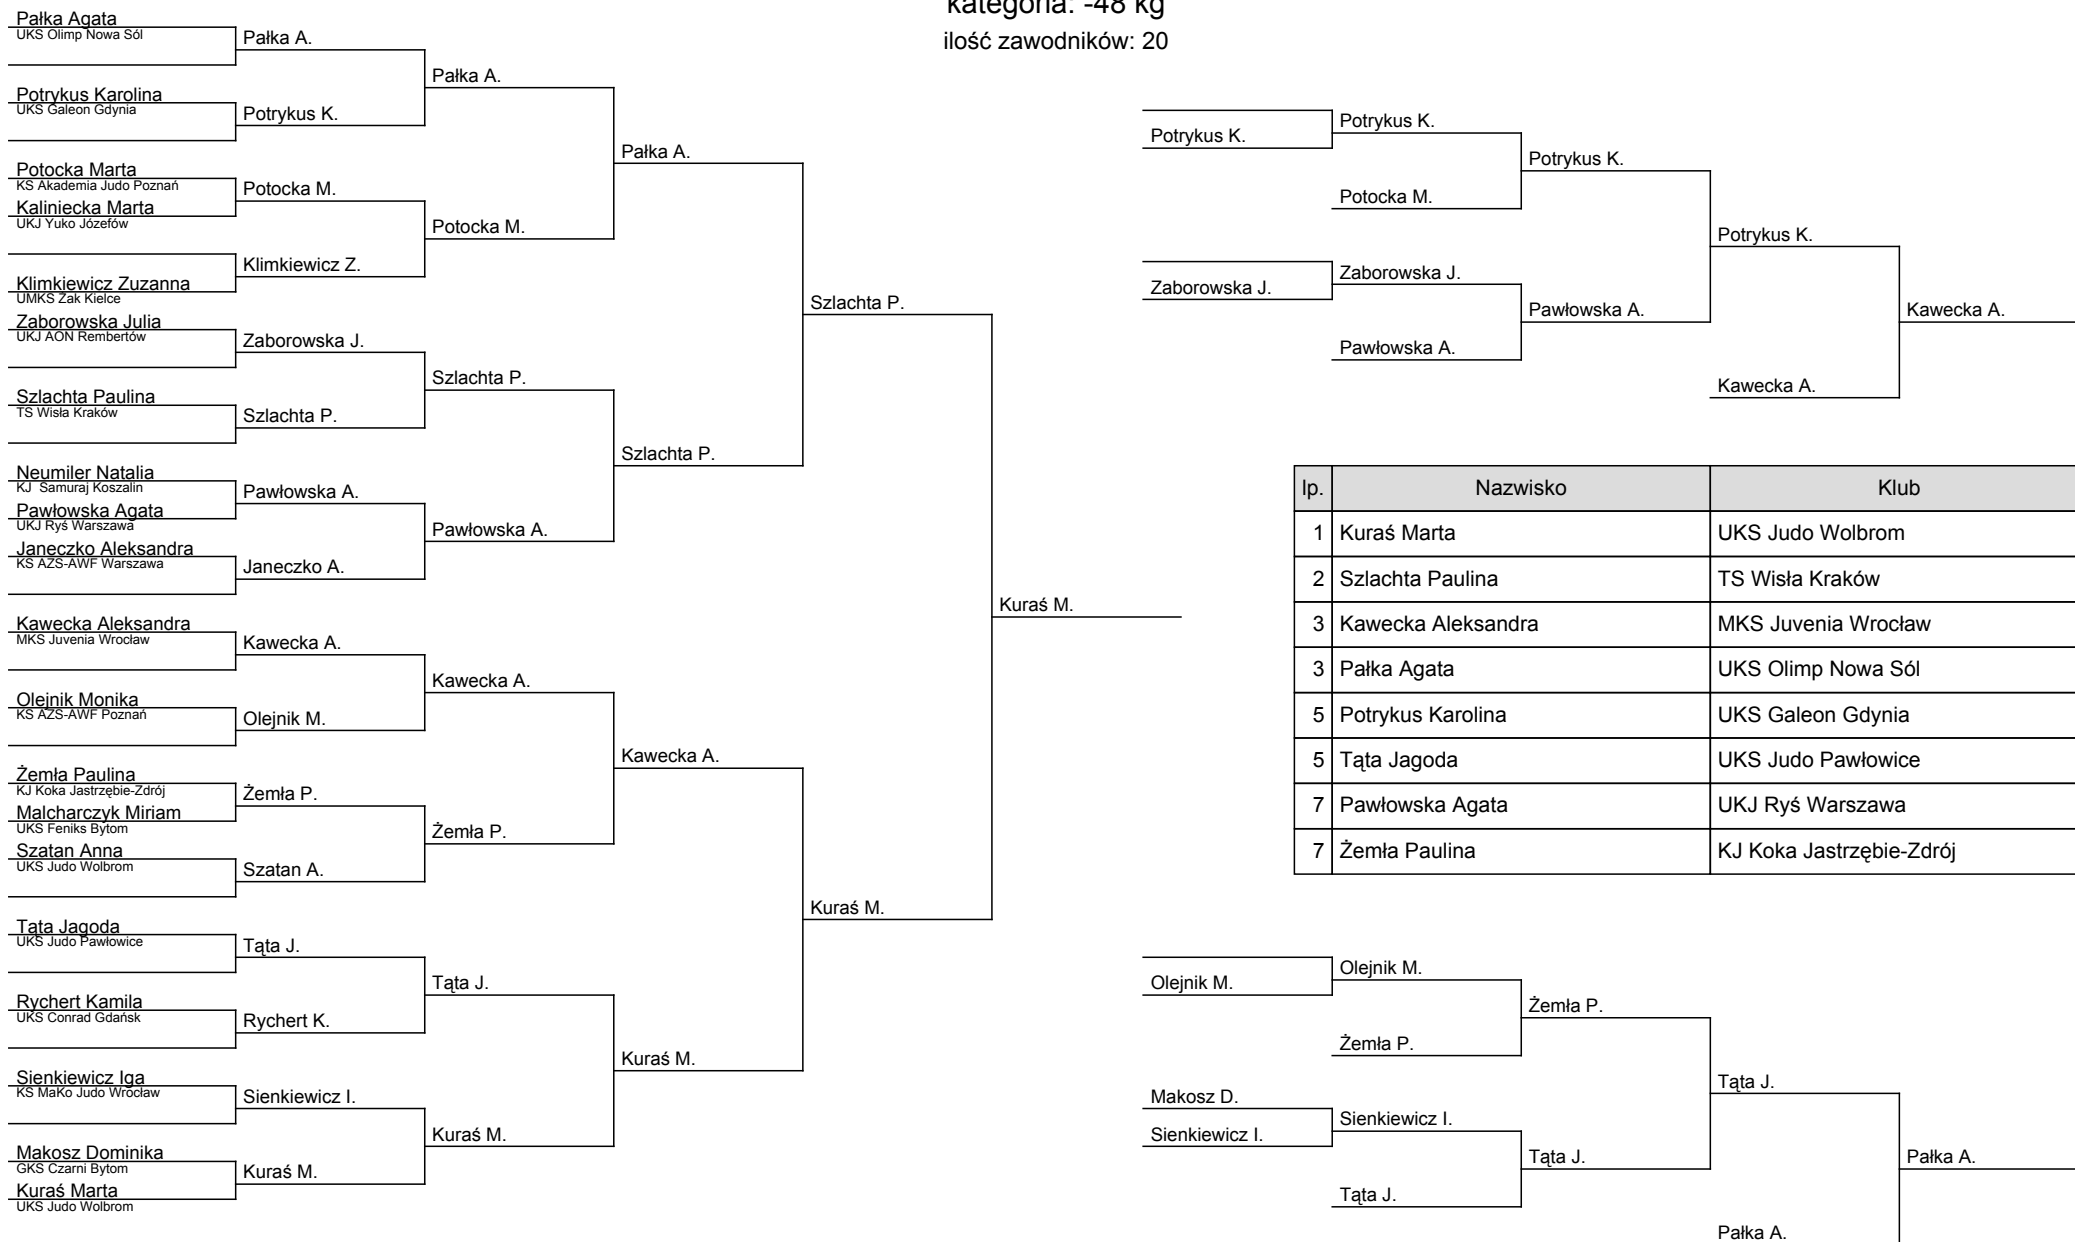 kategoria: -48 kg
ilość zawodników: 20
Pałka Agata
UKS Olimp Nowa Sól
Potrykus Karolina
UKS Galeon Gdynia
Potocka Marta
KS Akademia Judo Poznań
Kaliniecka Marta
UKJ Yuko Józefów
Klimkiewicz Zuzanna
UMKS Żak Kielce
Zaborowska Julia
UKJ AON Rembertów
Szlachta Paulina
TS Wisła Kraków
Neumiler Natalia
KJ Samuraj Koszalin
Pawłowska Agata
UKJ Ryś Warszawa
Janeczko Aleksandra
KS AZS-AWF Warszawa
Kawecka Aleksandra
MKS Juvenia Wrocław
Olejnik Monika
KS AZS-AWF Poznań
Żemła Paulina
KJ Koka Jastrzębie-Zdrój
Malcharczyk Miriam
UKS Feniks Bytom
Szatan Anna
UKS Judo Wolbrom
Tąta Jagoda
UKS Judo Pawłowice
Rychert Kamila
UKS Conrad Gdańsk
Sienkiewicz Iga
KS MaKo Judo Wrocław
Makosz Dominika
GKS Czarni Bytom
Kuraś Marta
UKS Judo Wolbrom
Pałka A.
Potrykus K.
Potocka M.
Klimkiewicz Z.
Zaborowska J.
Szlachta P.
Pawłowska A.
Janeczko A.
Kawecka A.
Olejnik M.
Żemła P.
Szatan A.
Tąta J.
Rychert K.
Sienkiewicz I.
Kuraś M.
Pałka A.
Potocka M.
Szlachta P.
Pawłowska A.
Kawecka A.
Żemła P.
Tąta J.
Kuraś M.
Pałka A.
Szlachta P.
Kawecka A.
Kuraś M.
Szlachta P.
Kuraś M.
Kuraś M.
Potrykus K.
Zaborowska J.
Potrykus K.
Potocka M.
Zaborowska J.
Pawłowska A.
Potrykus K.
Pawłowska A.
Potrykus K.
Kawecka A.
Kawecka A.
lp. Nazwisko Klub
1 Kuraś Marta UKS Judo Wolbrom
2 Szlachta Paulina TS Wisła Kraków
3 Kawecka Aleksandra MKS Juvenia Wrocław
3 Pałka Agata UKS Olimp Nowa Sól
5 Potrykus Karolina UKS Galeon Gdynia
5 Tąta Jagoda UKS Judo Pawłowice
7 Pawłowska Agata UKJ Ryś Warszawa
7 Żemła Paulina KJ Koka Jastrzębie-Zdrój
Olejnik M.
Makosz D.
Sienkiewicz I.
Olejnik M.
Żemła P.
Sienkiewicz I.
Tąta J.
Żemła P.
Tąta J.
Tąta J.
Pałka A.
Pałka A.